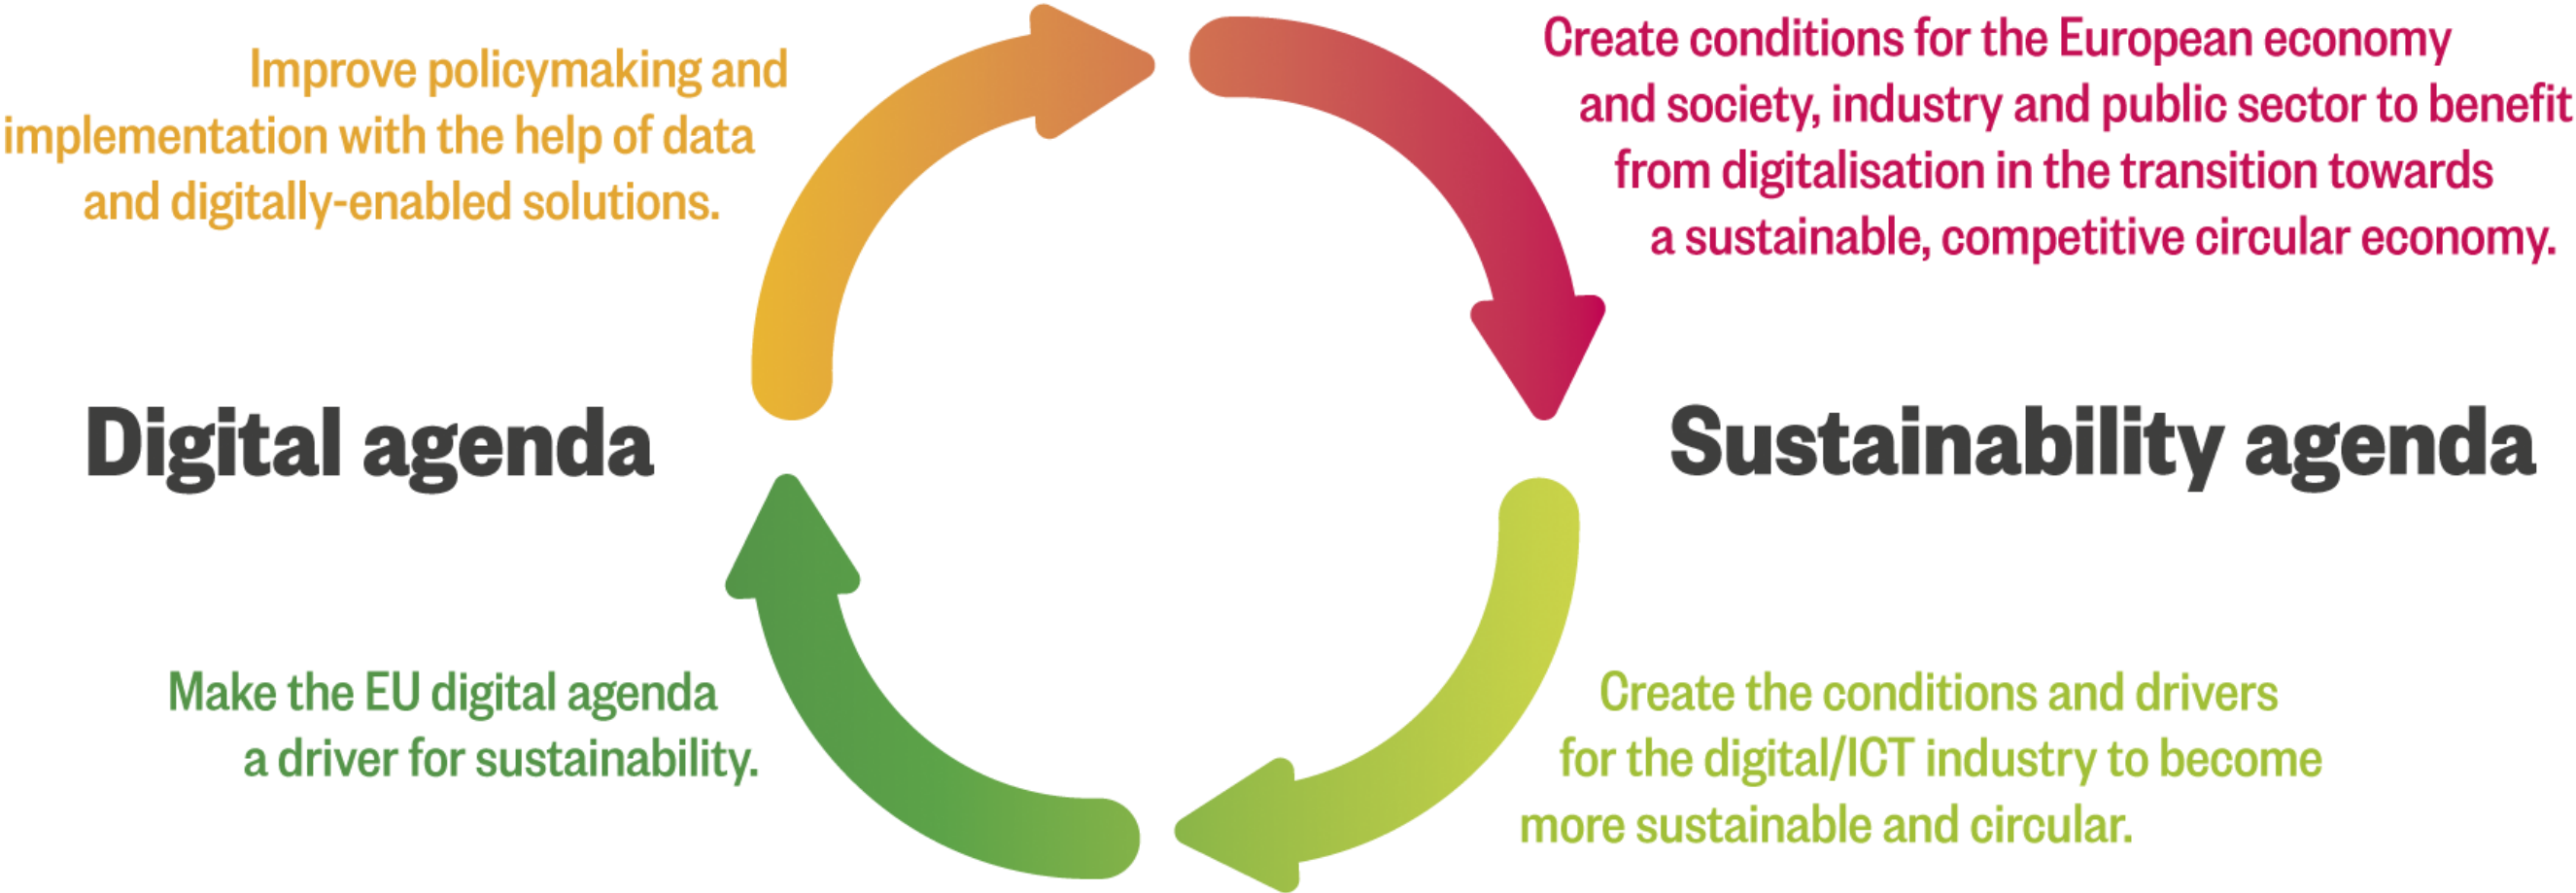 Improve policymaking and
implementation with the help of data
and digitally-enabled solutions.
Create conditions for the European economy
and society, industry and public sector to benefit
from digitalisation in the transition towards
a sustainable, competitive circular economy.
Digital agenda
Sustainability agenda
Make the EU digital agenda
a driver for sustainability.
Create the conditions and drivers
for the digital/ICT industry to become
more sustainable and circular.